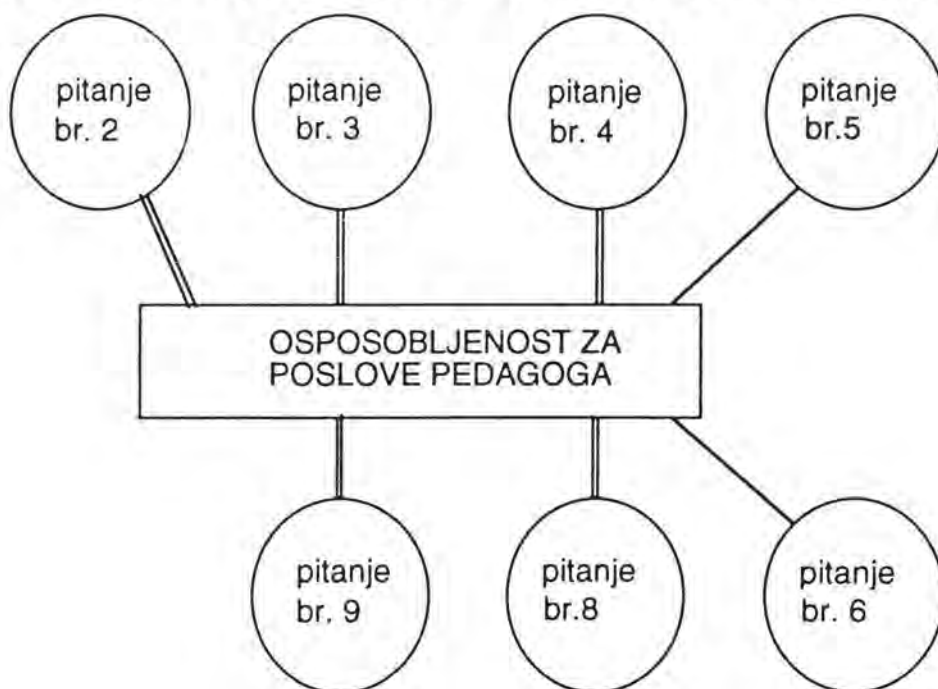 pitanje
br. 2
pitanje
br. 3
pitanje
br. 4
pitanje
br.5
OSPOSOBLJENOST ZA
POSLOVE PEDAGOGA
pitanje
br. 9
pitanje
br.8
pitanje
br. 6